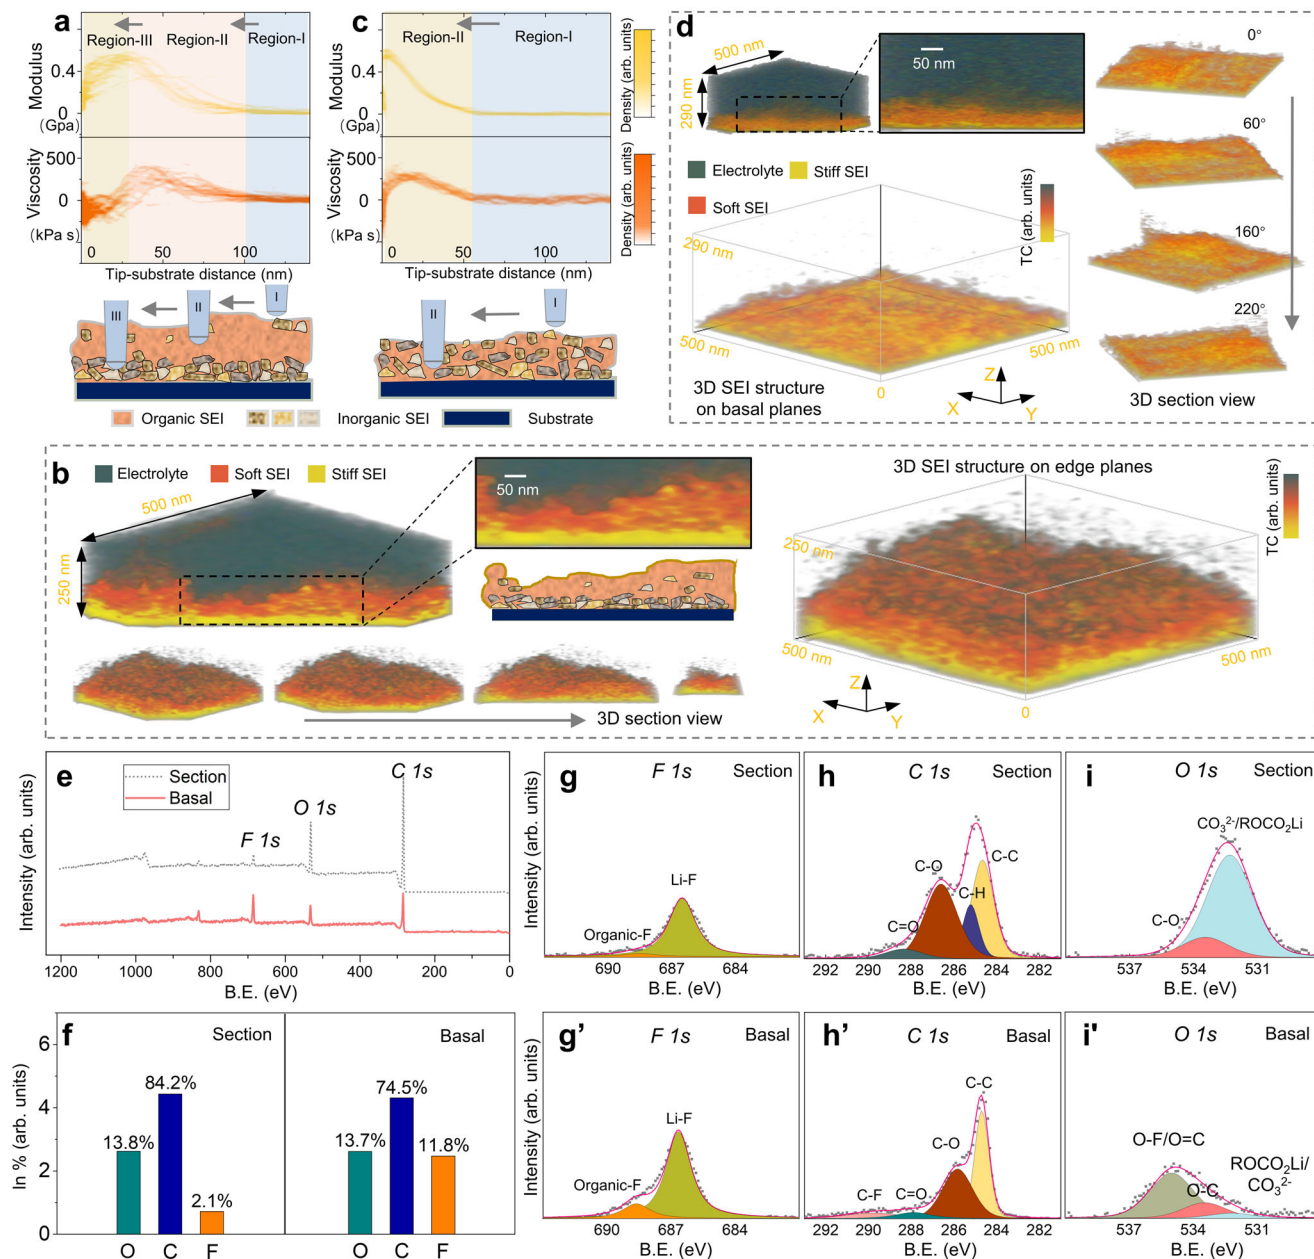 a
Region-III
Region-II
Region-I
Modulus
0.4
0
(Gpa)
Viscosity
500
0
(kPa s)
0
50
100
Tip-substrate distance (nm)
III
II
I
c
Region-II
Region-I
Modulus
0.4
0
(Gpa)
Viscosity
500
0
(kPa s)
0
50
100
Tip-substrate distance (nm)
II
I
Density (arb. units)
Density (arb. units)
Organic SEI
Inorganic SEI
Substrate
d
500 nm
290 nm
50 nm
Electrolyte
Stiff SEI
Soft SEI
TC (arb. units)
290 nm
500 nm
500 nm
0
3D SEI structure
on basal planes
Z
X
Y
0°
60°
160°
220°
3D section view
b
Electrolyte
Soft SEI
Stiff SEI
500 nm
250 nm
50 nm
3D section view
3D SEI structure on edge planes
TC (arb. units)
250 nm
500 nm
500 nm
0
Z
X
Y
e
Section
Basal
C 1s
O 1s
F 1s
Intensity (arb. units)
1200
1000
800
600
400
200
0
B.E. (eV)
g
F 1s
Section
Li-F
Organic-F
Intensity (arb. units)
690
687
684
B.E. (eV)
h
C 1s
Section
C-O
C-C
C-H
C=O
292
290
288
286
284
282
B.E. (eV)
i
O 1s
Section
CO₃²⁻/ROCO₂Li
C-O
537
534
531
B.E. (eV)
f
Section
Basal
ln % (arb. units)
6
4
2
0
13.8%
84.2%
2.1%
13.7%
74.5%
11.8%
O
C
F
O
C
F
g’
F 1s
Basal
Li-F
Organic-F
Intensity (arb. units)
690
687
684
B.E. (eV)
h’
C 1s
Basal
C-C
C-O
C-F
C=O
292
290
288
286
284
282
B.E. (eV)
i'
O 1s
Basal
O-F/O=C
O-C
ROCO₂Li/
CO₃²⁻
537
534
531
B.E. (eV)